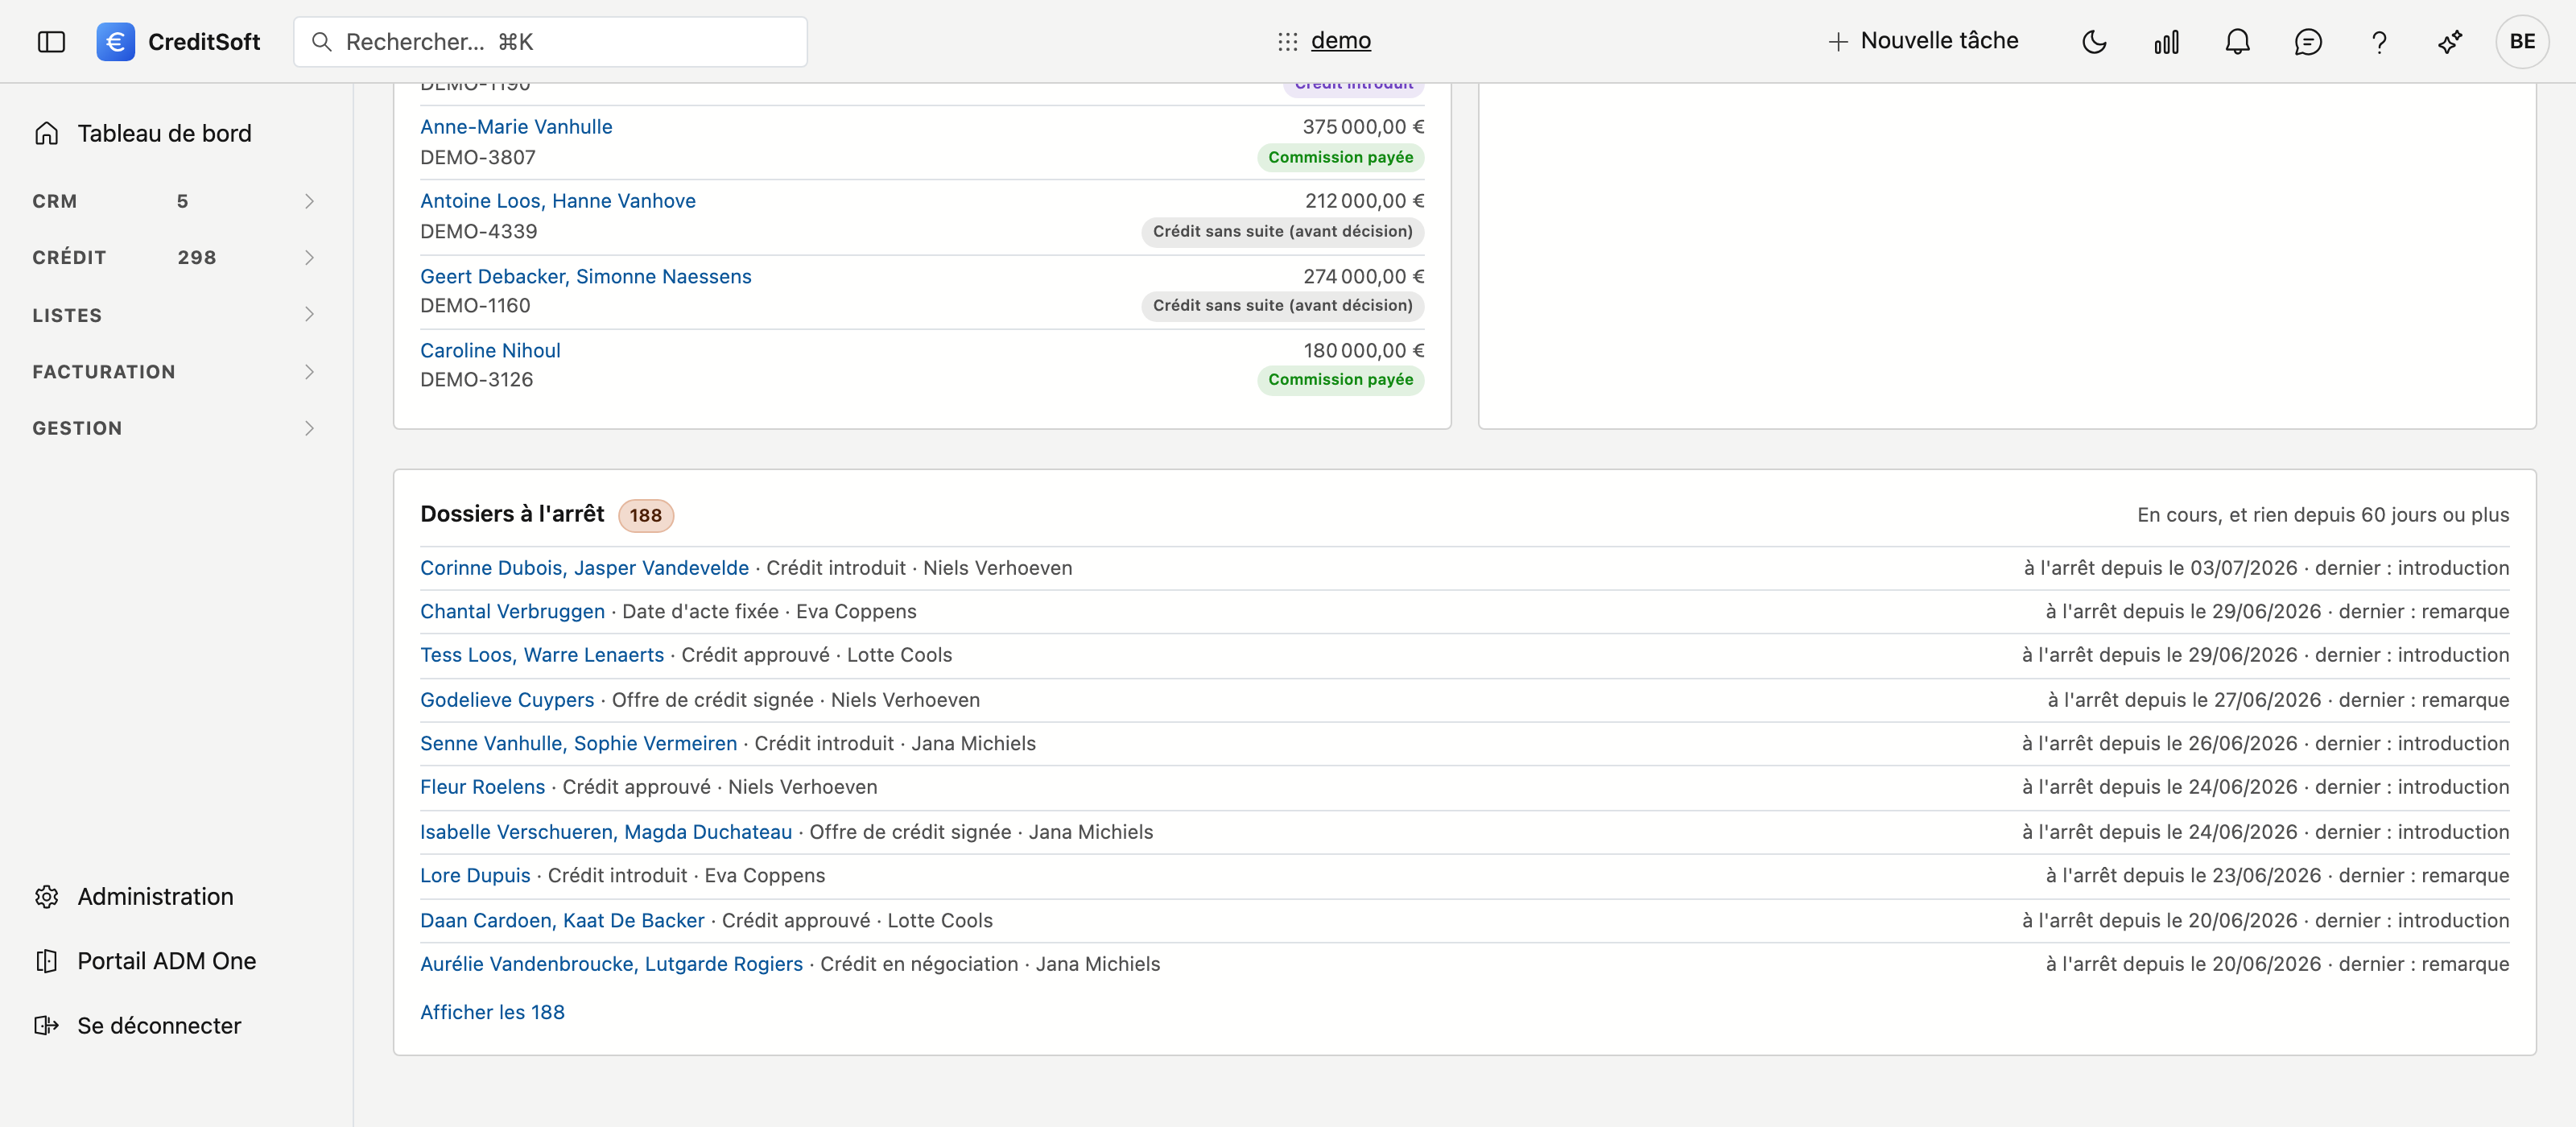 CreditSoft
Rechercher... ⌘K
demo
Nouvelle tâche
BE
Tableau de bord
CRM 5
CRÉDIT 298
LISTES
FACTURATION
GESTION
Administration
Portail ADM One
Se déconnecter
DEMO-1190 Crédit introduit
Anne-Marie Vanhulle 375 000,00 €
DEMO-3807 Commission payée
Antoine Loos, Hanne Vanhove 212 000,00 €
DEMO-4339 Crédit sans suite (avant décision)
Geert Debacker, Simonne Naessens 274 000,00 €
DEMO-1160 Crédit sans suite (avant décision)
Caroline Nihoul 180 000,00 €
DEMO-3126 Commission payée
Dossiers à l'arrêt 188 En cours, et rien depuis 60 jours ou plus
Corinne Dubois, Jasper Vandevelde · Crédit introduit · Niels Verhoeven à l'arrêt depuis le 03/07/2026 · dernier : introduction
Chantal Verbruggen · Date d'acte fixée · Eva Coppens à l'arrêt depuis le 29/06/2026 · dernier : remarque
Tess Loos, Warre Lenaerts · Crédit approuvé · Lotte Cools à l'arrêt depuis le 29/06/2026 · dernier : introduction
Godelieve Cuypers · Offre de crédit signée · Niels Verhoeven à l'arrêt depuis le 27/06/2026 · dernier : remarque
Senne Vanhulle, Sophie Vermeiren · Crédit introduit · Jana Michiels à l'arrêt depuis le 26/06/2026 · dernier : introduction
Fleur Roelens · Crédit approuvé · Niels Verhoeven à l'arrêt depuis le 24/06/2026 · dernier : introduction
Isabelle Verschueren, Magda Duchateau · Offre de crédit signée · Jana Michiels à l'arrêt depuis le 24/06/2026 · dernier : introduction
Lore Dupuis · Crédit introduit · Eva Coppens à l'arrêt depuis le 23/06/2026 · dernier : remarque
Daan Cardoen, Kaat De Backer · Crédit approuvé · Lotte Cools à l'arrêt depuis le 20/06/2026 · dernier : introduction
Aurélie Vandenbroucke, Lutgarde Rogiers · Crédit en négociation · Jana Michiels à l'arrêt depuis le 20/06/2026 · dernier : remarque
Afficher les 188